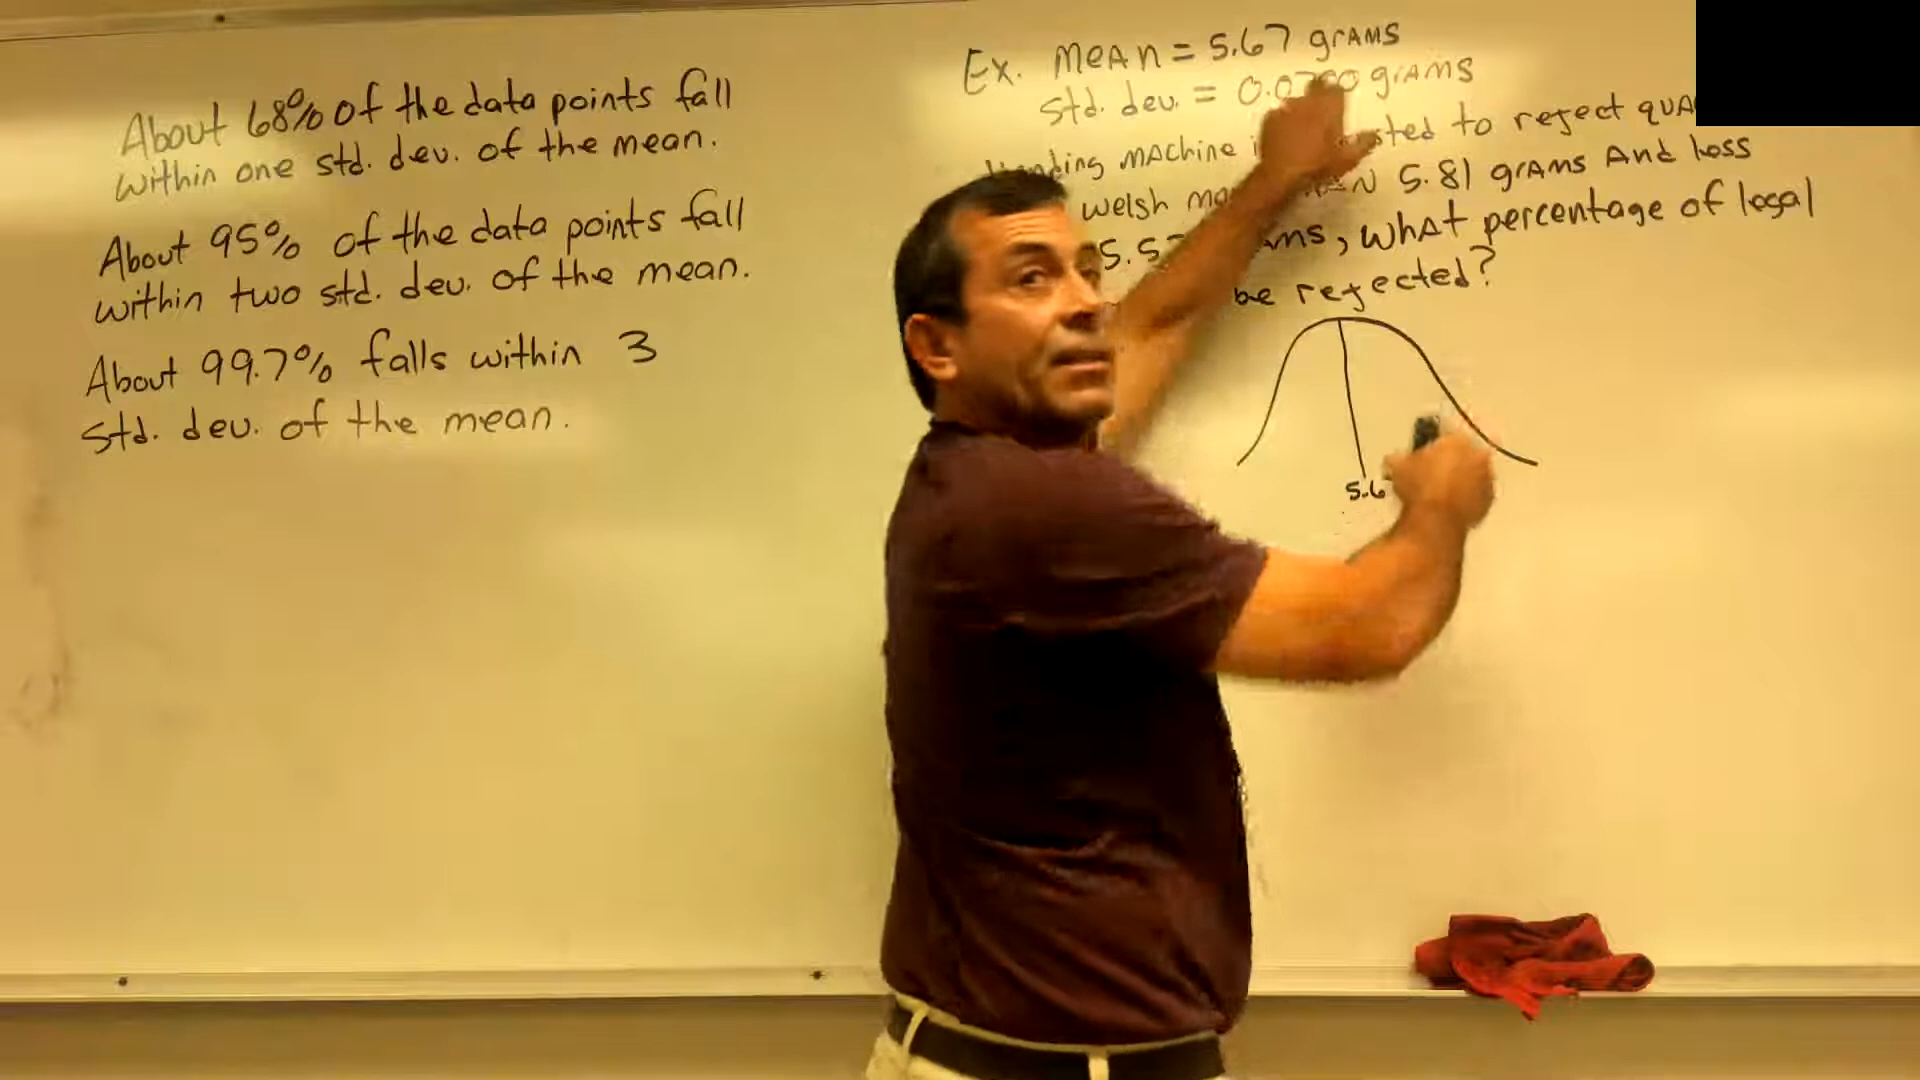 About 68% of the data points fall
within one std. dev. of the mean.
About 95% of the data points fall
within two std. dev. of the mean.
About 99.7% falls within 3
std. dev. of the mean.
Ex. Mean = 5.67 grams
std. dev. = grams
machine to reject
welsh 5.81 grams And less
, what percentage of legal
be rejected?